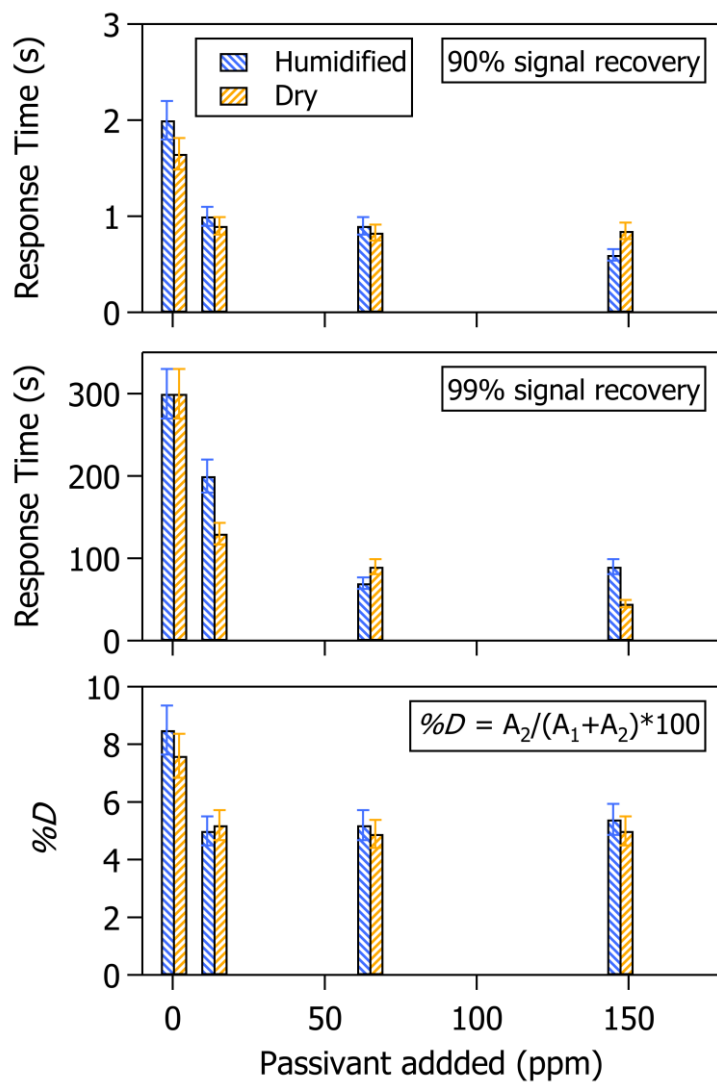 3
2
1
0
Response Time (s)
Humidified
Dry
90% signal recovery
300
200
100
0
Response Time (s)
99% signal recovery
10
8
6
4
2
0
%D
%D = A₂/(A₁+A₂)*100
0 50 100 150
Passivant addded (ppm)